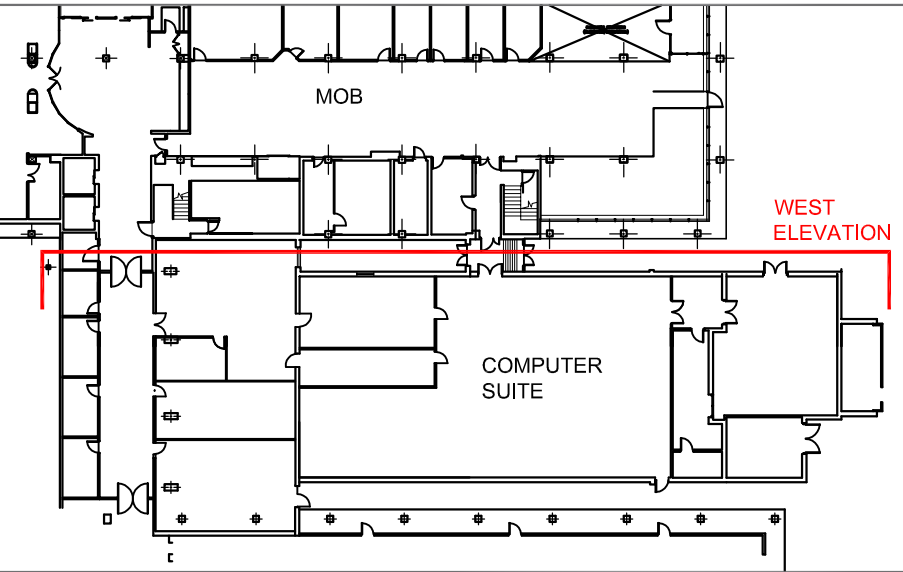 MOB
WEST
ELEVATION
COMPUTER
SUITE